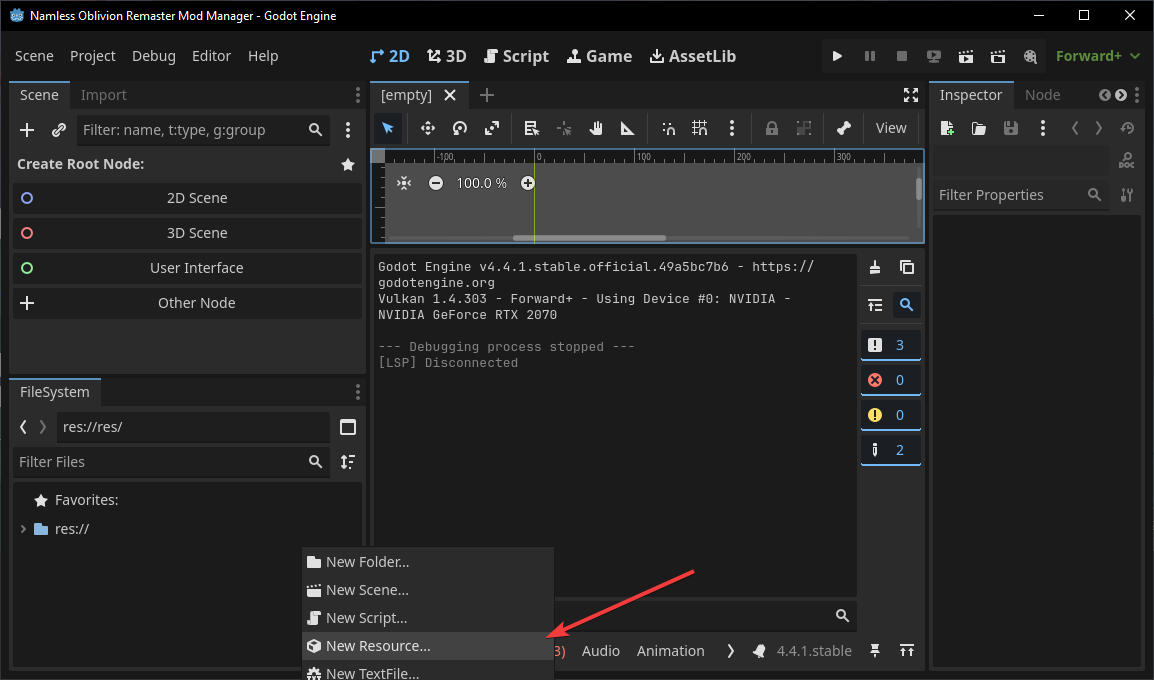 Namless Oblivion Remaster Mod Manager - Godot Engine
Scene Project Debug Editor Help
2D 3D Script Game AssetLib
Forward+
Scene Import
Filter: name, t:type, g:group
Create Root Node:
2D Scene
3D Scene
User Interface
Other Node
FileSystem
res://res/
Filter Files
Favorites:
res://
[empty]
View
-100 0 100 200 300
100.0 %
Godot Engine v4.4.1.stable.official.49a5bc7b6 - https://
godotengine.org
Vulkan 1.4.303 - Forward+ - Using Device #0: NVIDIA -
NVIDIA GeForce RTX 2070
--- Debugging process stopped ---
[LSP] Disconnected
3
0
0
2
3) Audio Animation 4.4.1.stable
New Folder...
New Scene...
New Script...
New Resource...
New TextFile...
Inspector Node
DOC
Filter Properties